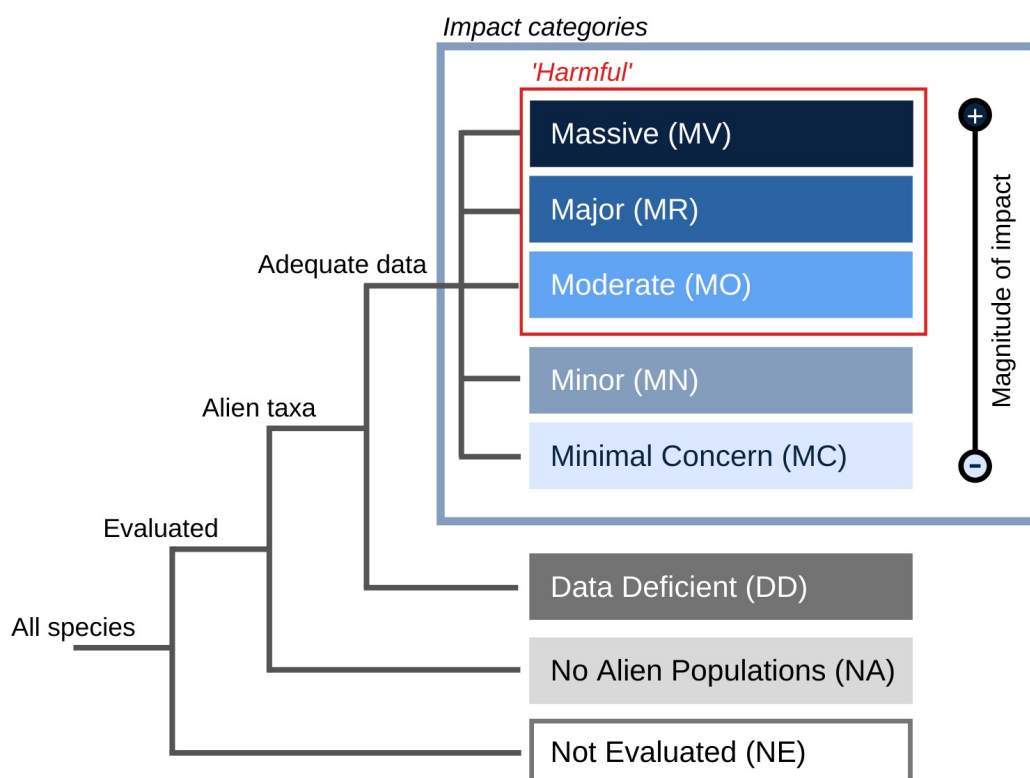 Impact categories
'Harmful'
Massive (MV)
Major (MR)
Moderate (MO)
Minor (MN)
Minimal Concern (MC)
+
Magnitude of impact
-
Adequate data
Alien taxa
Evaluated
All species
Data Deficient (DD)
No Alien Populations (NA)
Not Evaluated (NE)